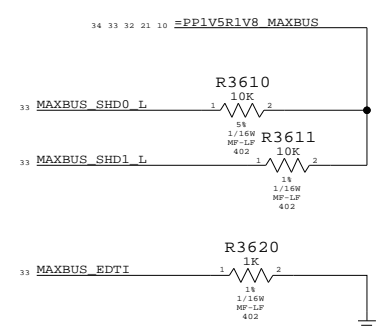 34 33 32 21 10 =PP1V5R1V8_MAXBUS
R3610
10K
33 MAXBUS_SHD0_L 1 2
5%
1/16W
MF-LF
402
R3611
10K
33 MAXBUS_SHD1_L 1 2
1%
1/16W
MF-LF
402
R3620
1K
33 MAXBUS_EDTI 1 2
1%
1/16W
MF-LF
402